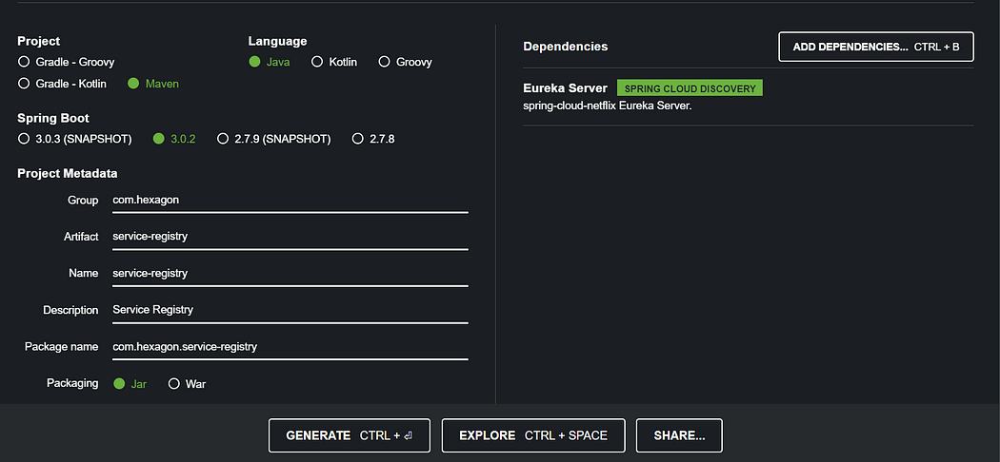 Project
Gradle - Groovy
Gradle - Kotlin Maven
Language
Java Kotlin Groovy
Spring Boot
3.0.3 (SNAPSHOT) 3.0.2 2.7.9 (SNAPSHOT) 2.7.8
Project Metadata
Group com.hexagon
Artifact service-registry
Name service-registry
Description Service Registry
Package name com.hexagon.service-registry
Packaging Jar War
Dependencies ADD DEPENDENCIES... CTRL + B
Eureka Server SPRING CLOUD DISCOVERY
spring-cloud-netflix Eureka Server.
GENERATE CTRL + ⏎ EXPLORE CTRL + SPACE SHARE...